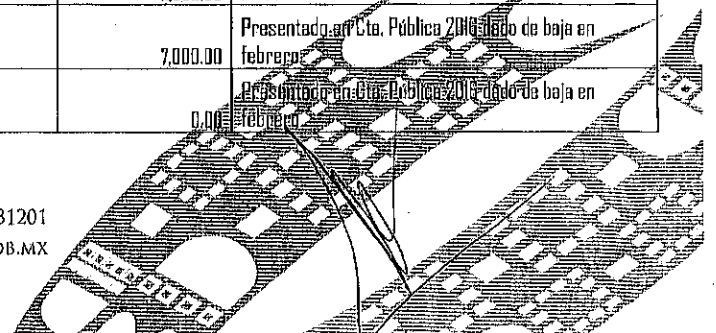 Presentado en Cta. Pública 2016 dado de baja en
7,000.00 febrero
Presentado en Cta. Pública 2016 dado de baja en
0.00 febrero
31201
OB.MX